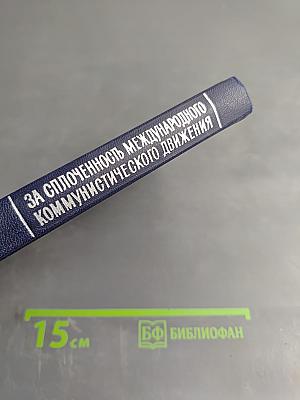 ЗА СПЛОЧЕННОСТЬ МЕЖДУНАРОДНОГО
КОММУНИСТИЧЕСКОГО ДВИЖЕНИЯ
15 см
БФ БИБЛИОФАН